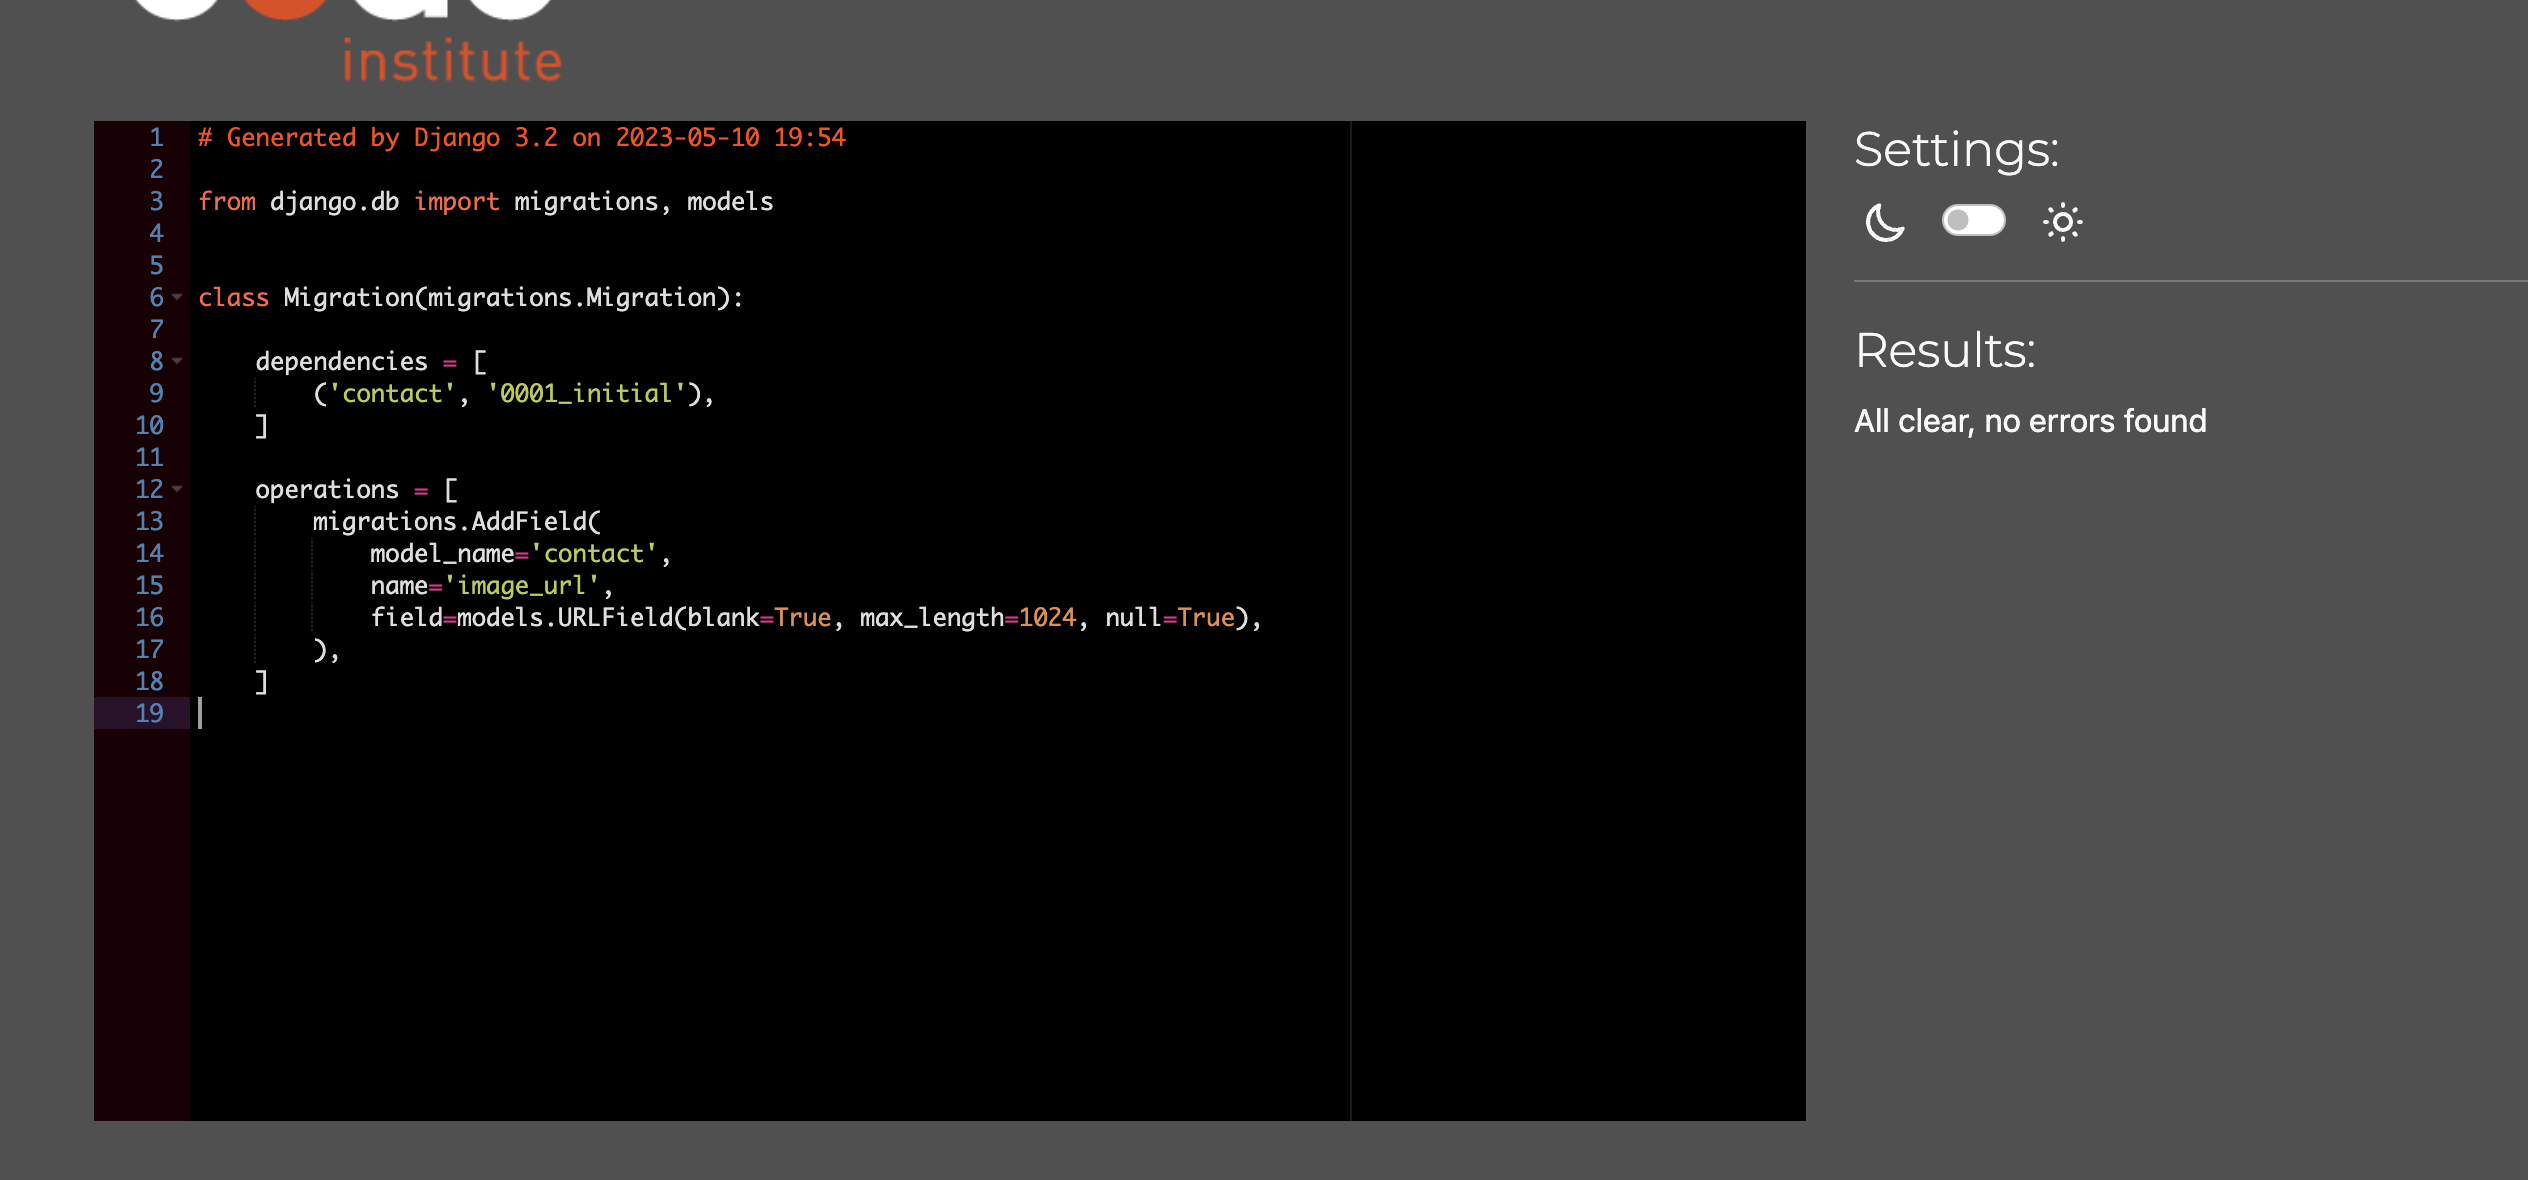 institute
1 # Generated by Django 3.2 on 2023-05-10 19:54
2
3 from django.db import migrations, models
4
5
6 class Migration(migrations.Migration):
7
8     dependencies = [
9         ('contact', '0001_initial'),
10     ]
11
12     operations = [
13         migrations.AddField(
14             model_name='contact',
15             name='image_url',
16             field=models.URLField(blank=True, max_length=1024, null=True),
17         ),
18     ]
19
Settings:
Results:
All clear, no errors found